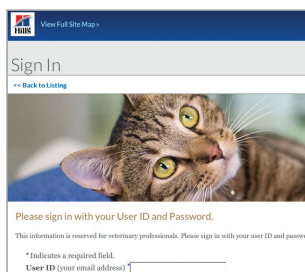 Hill's
View Full Site Map »
Sign In
<< Back to Listing
Please sign in with your User ID and Password.
This information is reserved for veterinary professionals. Please sign in with your user ID and passw
* Indicates a required field.
User ID (your email address) *